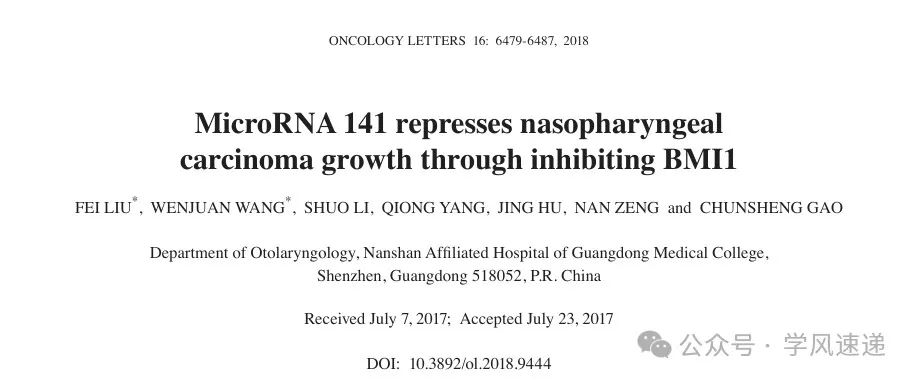 ONCOLOGY LETTERS 16: 6479-6487, 2018
MicroRNA 141 represses nasopharyngeal
carcinoma growth through inhibiting BMI1
FEI LIU*, WENJUAN WANG*, SHUO LI, QIONG YANG, JING HU, NAN ZENG and CHUNSHENG GAO
Department of Otolaryngology, Nanshan Affiliated Hospital of Guangdong Medical College,
Shenzhen, Guangdong 518052, P.R. China
Received July 7, 2017; Accepted July 23, 2017
DOI: 10.3892/ol.2018.9444
公众号 · 学风速递